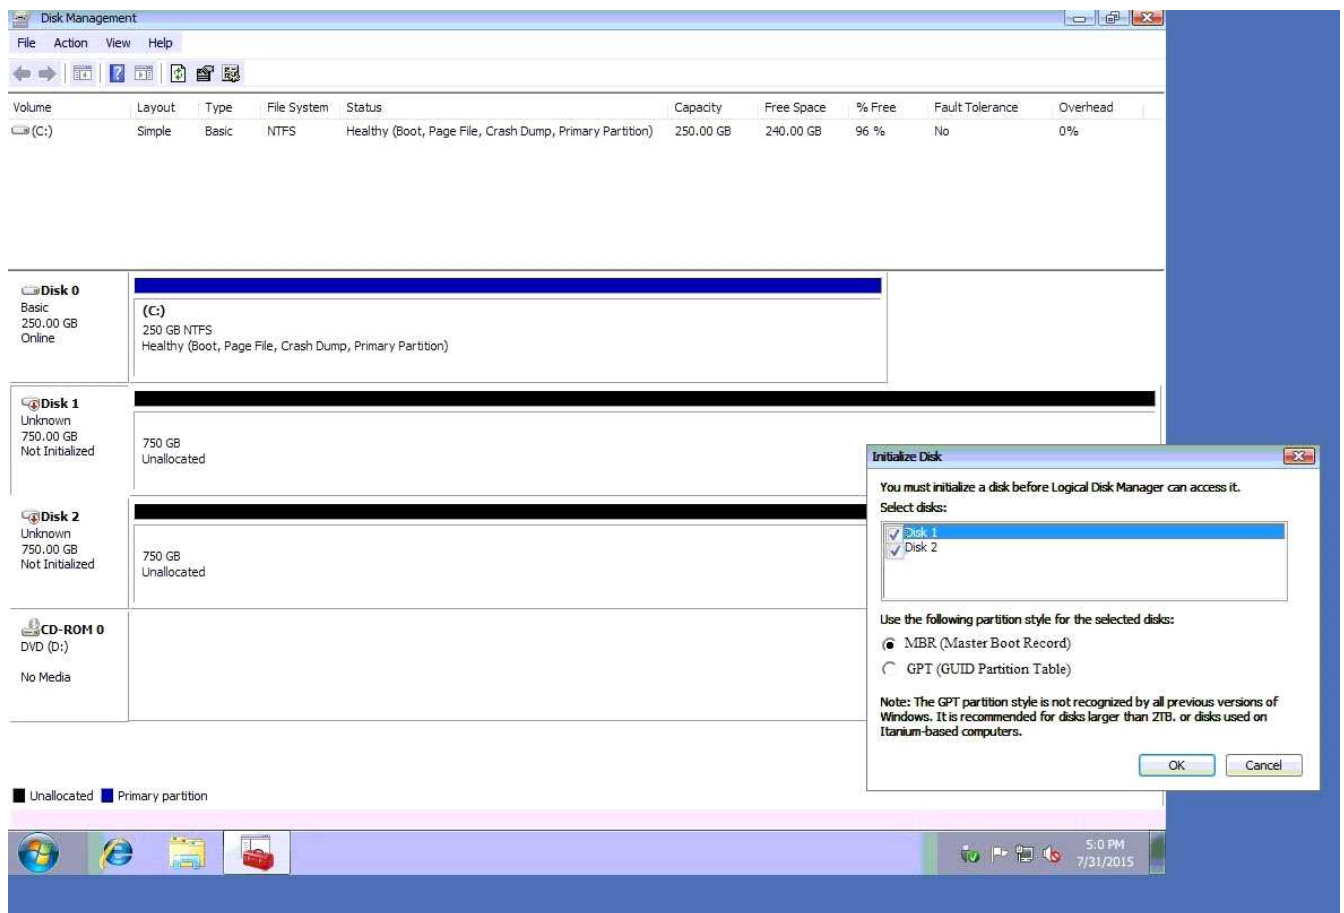 Disk Management
File Action View Help
Volume Layout Type File System Status Capacity Free Space % Free Fault Tolerance Overhead
(C:) Simple Basic NTFS Healthy (Boot, Page File, Crash Dump, Primary Partition) 250.00 GB 240.00 GB 96 % No 0%
Disk 0
Basic
250.00 GB
Online
(C:)
250 GB NTFS
Healthy (Boot, Page File, Crash Dump, Primary Partition)
Disk 1
Unknown
750.00 GB
Not Initialized
750 GB
Unallocated
Disk 2
Unknown
750.00 GB
Not Initialized
750 GB
Unallocated
CD-ROM 0
DVD (D:)
No Media
Unallocated Primary partition
Initialize Disk
You must initialize a disk before Logical Disk Manager can access it.
Select disks:
Disk 1
Disk 2
Use the following partition style for the selected disks:
MBR (Master Boot Record)
GPT (GUID Partition Table)
Note: The GPT partition style is not recognized by all previous versions of
Windows. It is recommended for disks larger than 2TB. or disks used on
Itanium-based computers.
OK Cancel
5:0 PM
7/31/2015